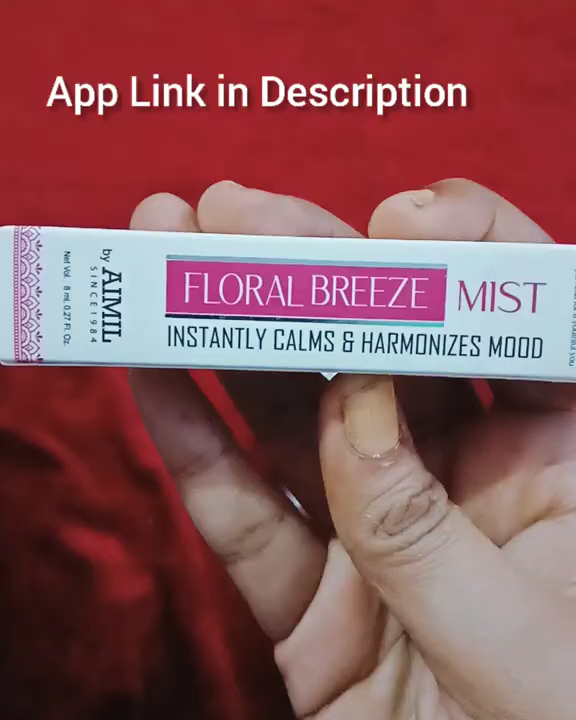 App Link in Description
FLORAL BREEZE MIST
INSTANTLY CALMS & HARMONIZES MOOD
by AIMIL
SINCE 1984
Net Vol. 8 ml, 0.27 Fl. Oz.